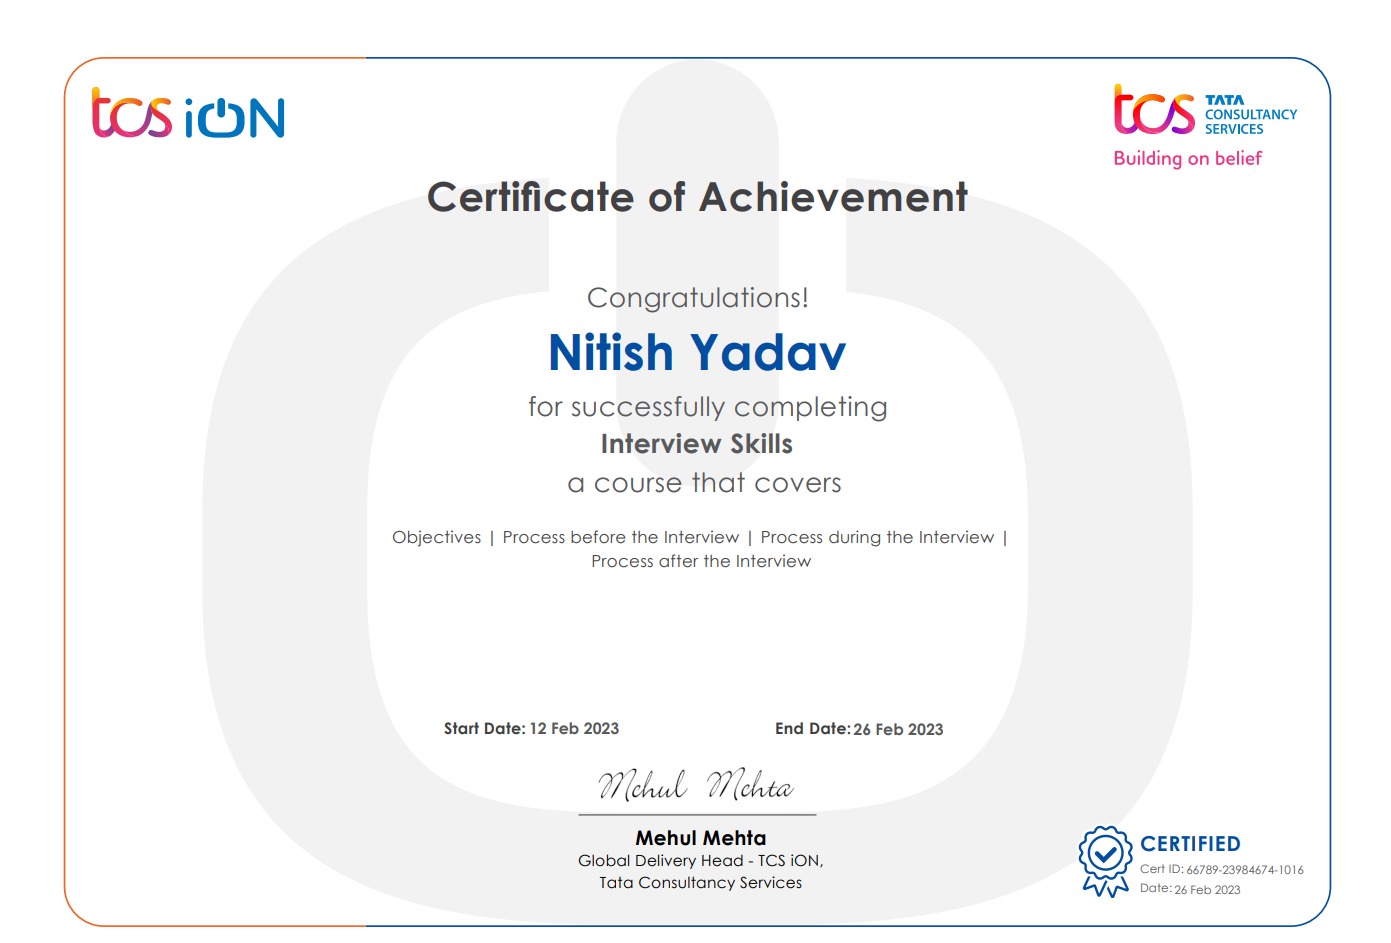 tcs iON
tcs TATA
CONSULTANCY
SERVICES
Building on belief
Certificate of Achievement
Congratulations!
Nitish Yadav
for successfully completing
Interview Skills
a course that covers
Objectives | Process before the Interview | Process during the Interview |
Process after the Interview
Start Date: 12 Feb 2023 End Date: 26 Feb 2023
Mehul Mehta
Mehul Mehta
Global Delivery Head - TCS iON,
Tata Consultancy Services
CERTIFIED
Cert ID: 66789-23984674-1016
Date: 26 Feb 2023